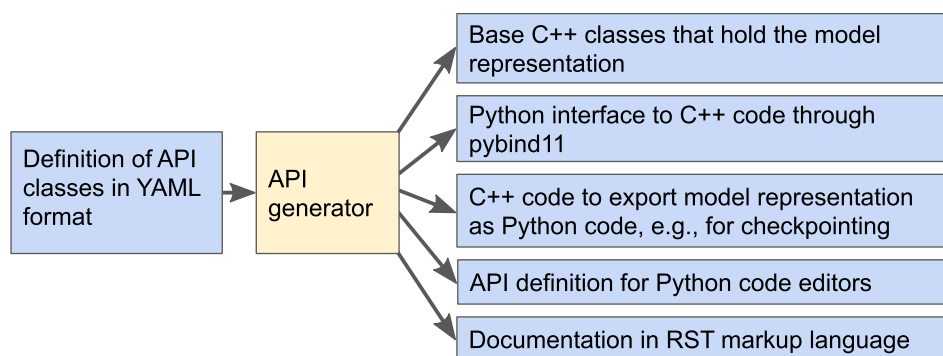 Definition of API
classes in YAML
format
API
generator
Base C++ classes that hold the model
representation
Python interface to C++ code through
pybind11
C++ code to export model representation
as Python code, e.g., for checkpointing
API definition for Python code editors
Documentation in RST markup language